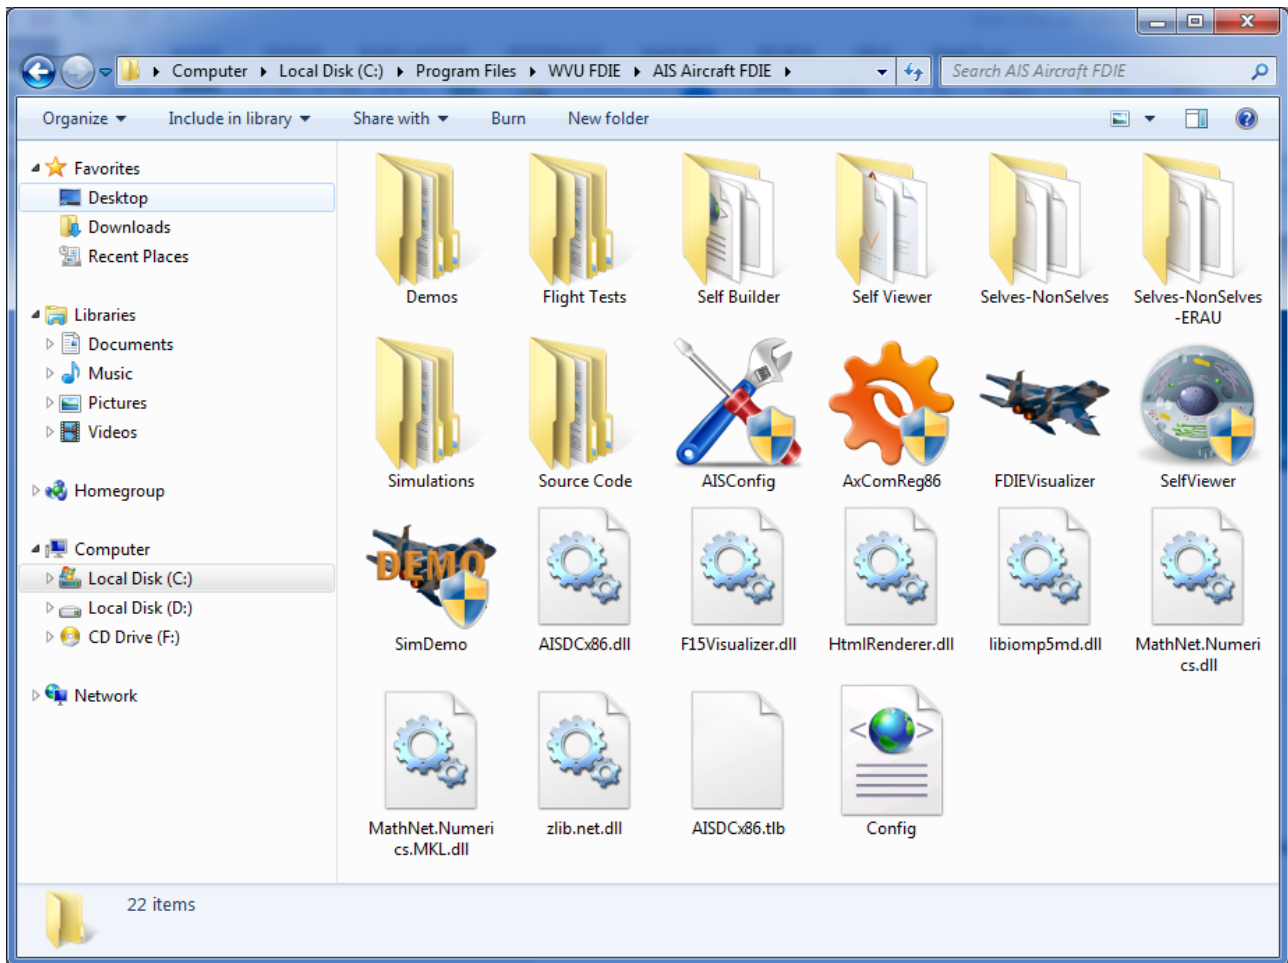 Computer ▸ Local Disk (C:) ▸ Program Files ▸ WVU FDIE ▸ AIS Aircraft FDIE ▸
Search AIS Aircraft FDIE
Organize Include in library Share with Burn New folder
Favorites
Desktop
Downloads
Recent Places
Libraries
Documents
Music
Pictures
Videos
Homegroup
Computer
Local Disk (C:)
Local Disk (D:)
CD Drive (F:)
Network
Demos
Flight Tests
Self Builder
Self Viewer
Selves-NonSelves
Selves-NonSelves
-ERAU
Simulations
Source Code
AISConfig
AxComReg86
FDIEVisualizer
SelfViewer
DEMO
SimDemo
AISDCx86.dll
F15Visualizer.dll
HtmlRenderer.dll
libiomp5md.dll
MathNet.Numeri
cs.dll
MathNet.Numeri
cs.MKL.dll
zlib.net.dll
AISDCx86.tlb
Config
22 items